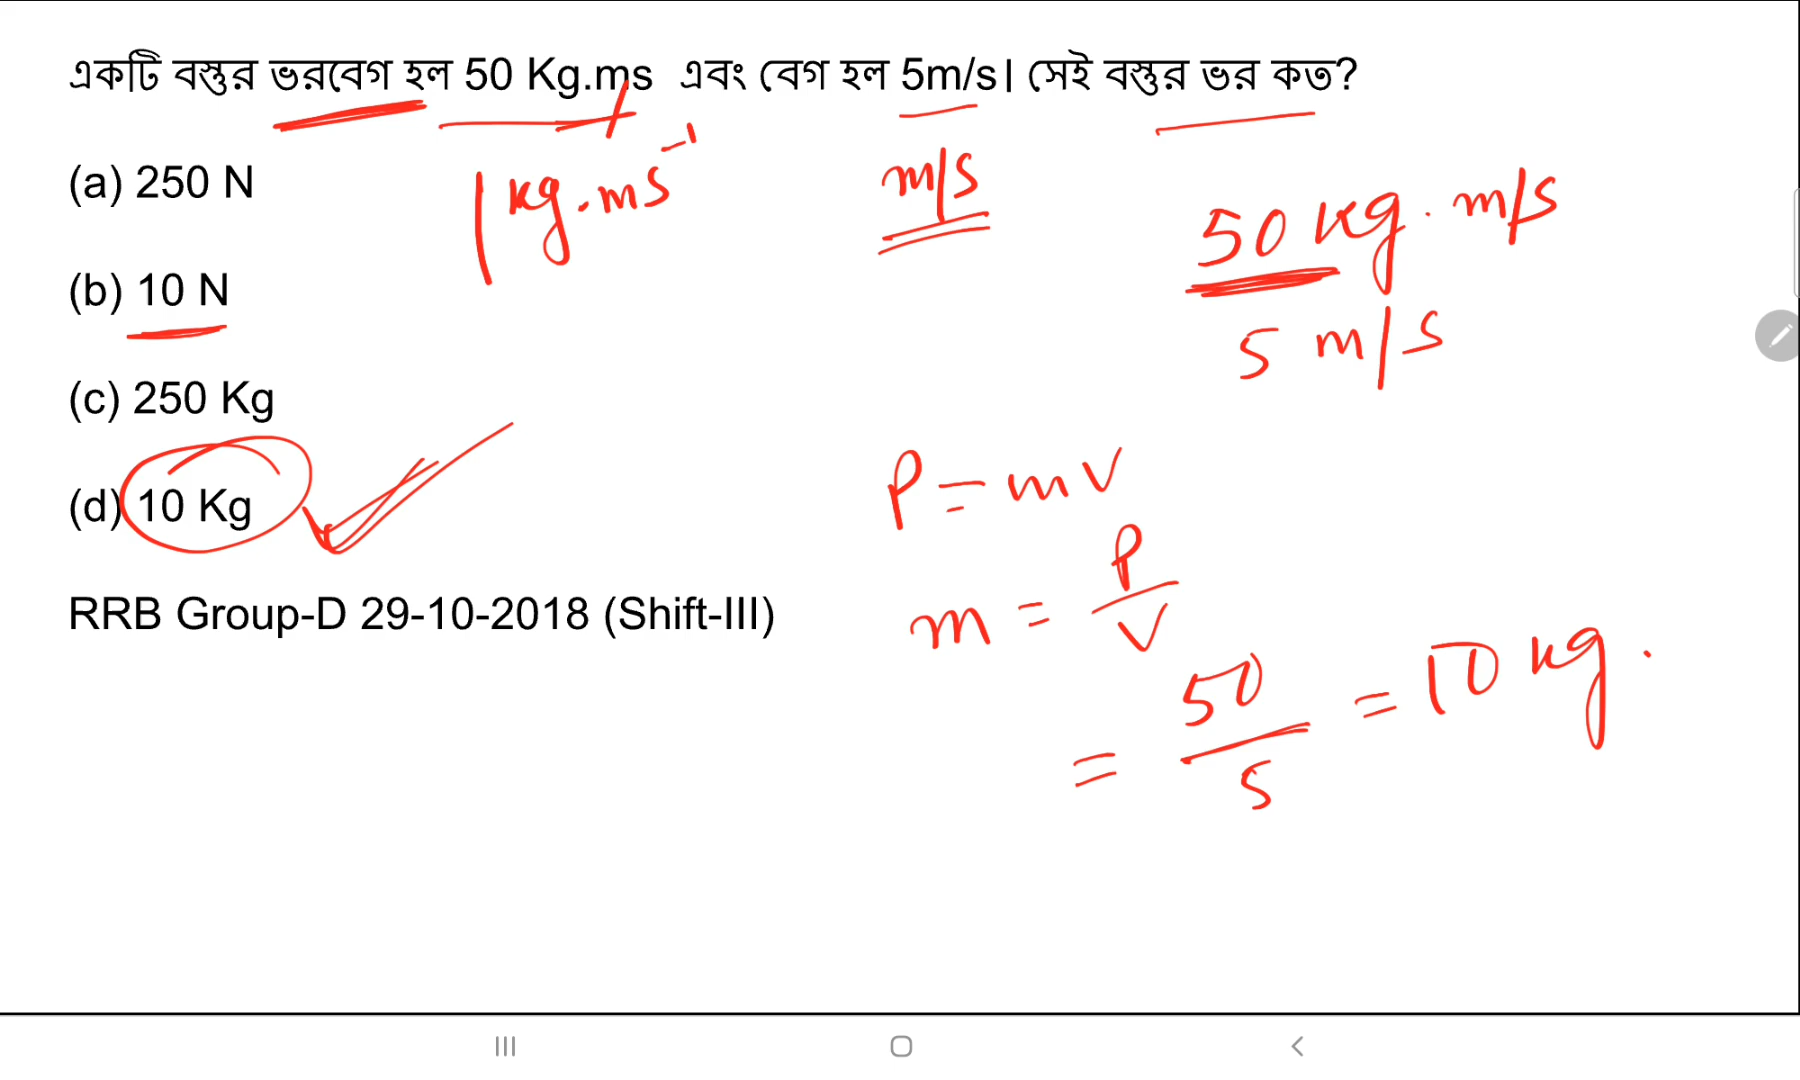 একটি বস্তুর ভরবেগ হল 50 Kg.ms এবং বেগ হল 5m/s। সেই বস্তুর ভর কত?
kg.ms⁻¹
m/s
50 kg. m/s
5 m/s
(a) 250 N
(b) 10 N
(c) 250 Kg
(d) 10 Kg
RRB Group-D 29-10-2018 (Shift-III)
P = mv
m = P/v
= 50/5 = 10 kg.